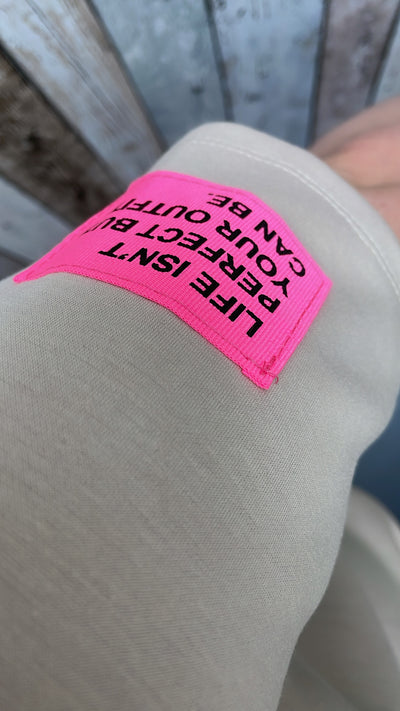 LIFE ISN'T
PERFECT BU
YOUR OUTFI
CAN BE.